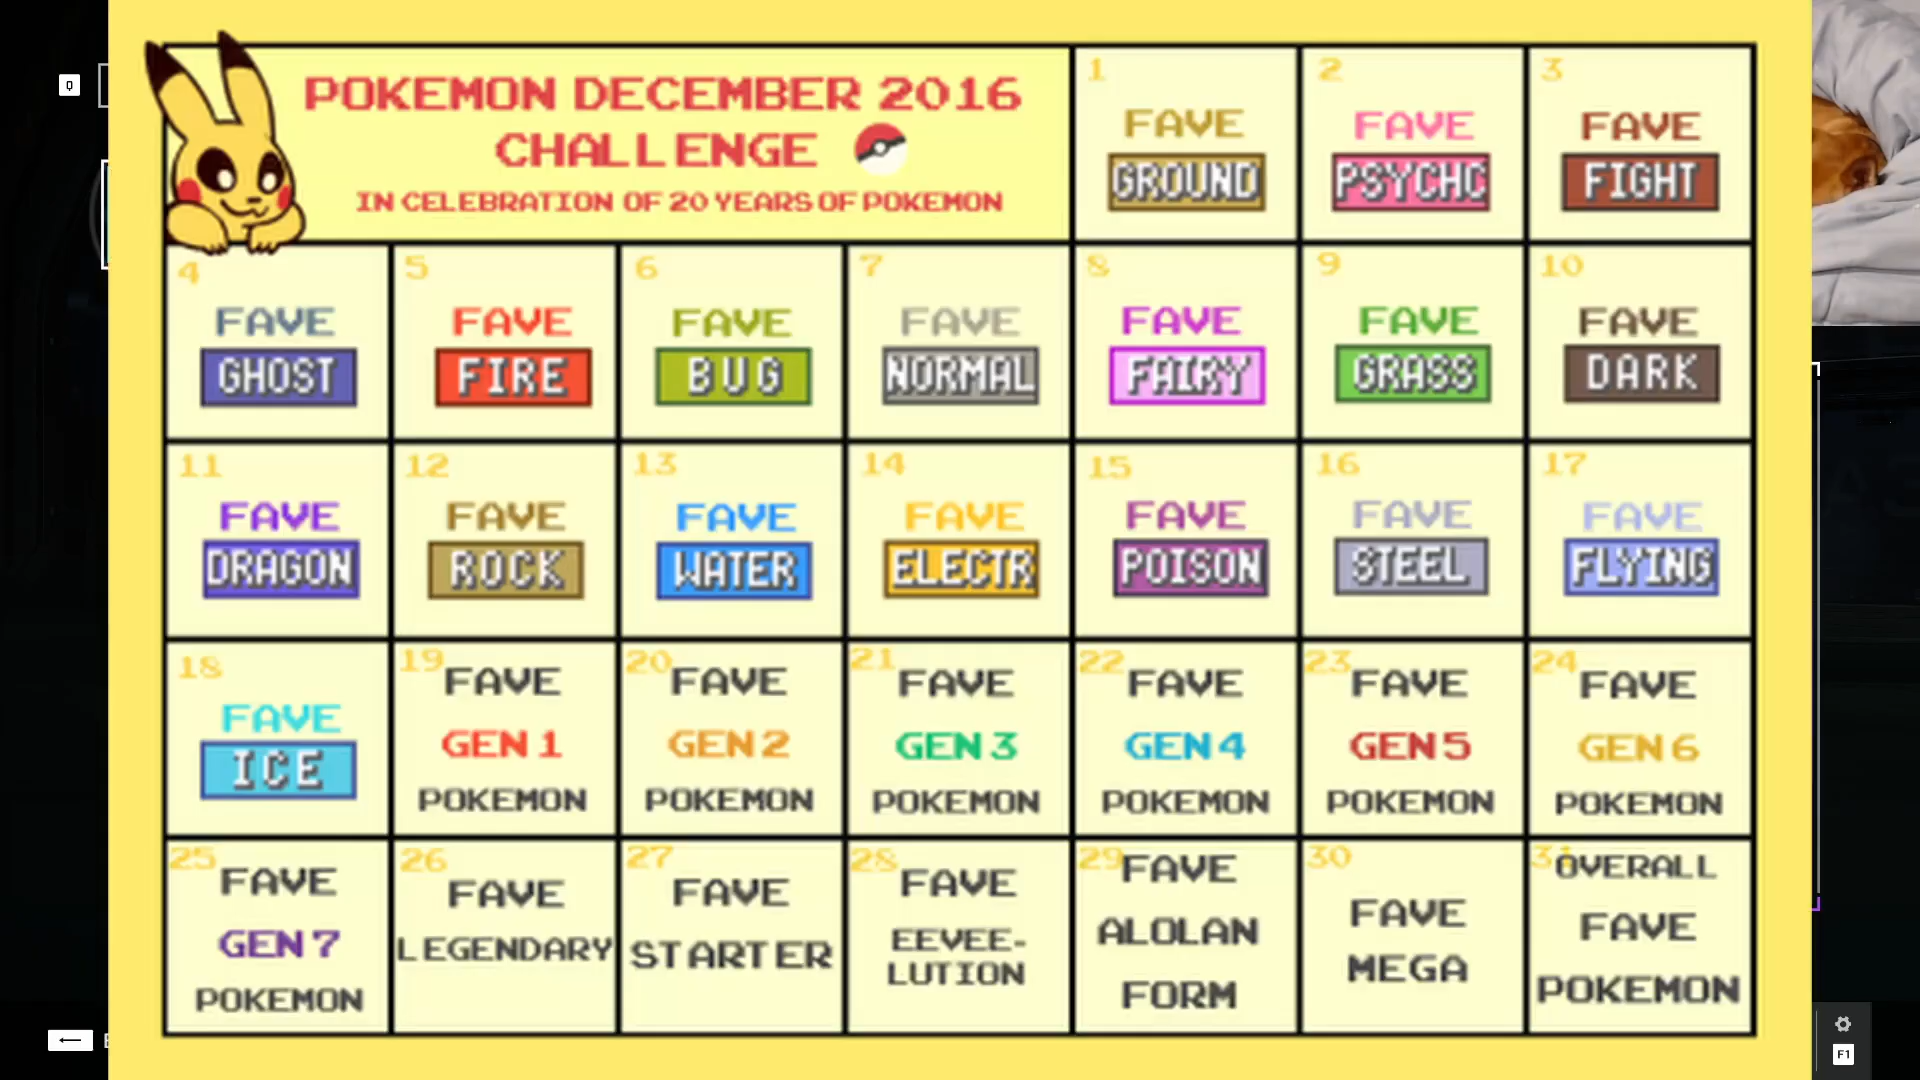 Q
POKEMON DECEMBER 2016
CHALLENGE
IN CELEBRATION OF 20 YEARS OF POKEMON
1
FAVE
GROUND
2
FAVE
PSYCHC
3
FAVE
FIGHT
4
FAVE
GHOST
5
FAVE
FIRE
6
FAVE
BUG
7
FAVE
NORMAL
8
FAVE
FAIRY
9
FAVE
GRASS
10
FAVE
DARK
11
FAVE
DRAGON
12
FAVE
ROCK
13
FAVE
WATER
14
FAVE
ELECTR
15
FAVE
POISON
16
FAVE
STEEL
17
FAVE
FLYING
18
FAVE
ICE
19
FAVE
GEN 1
POKEMON
20
FAVE
GEN 2
POKEMON
21
FAVE
GEN 3
POKEMON
22
FAVE
GEN 4
POKEMON
23
FAVE
GEN 5
POKEMON
24
FAVE
GEN 6
POKEMON
25
FAVE
GEN 7
POKEMON
26
FAVE
LEGENDARY
27
FAVE
STARTER
28
FAVE
EEVEE-
LUTION
29
FAVE
ALOLAN
FORM
30
FAVE
MEGA
31
OVERALL
FAVE
POKEMON
F1